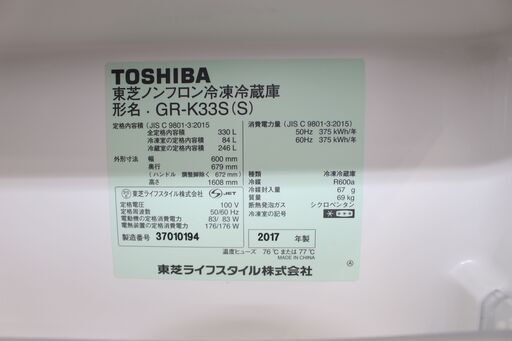 TOSHIBA
東芝ノンフロン冷凍冷蔵庫
形名．GR-K33S(S)
定格内容積 (JIS C 9801-3:2015
全定格内容積 330 L
冷凍室の定格内容積 84 L
冷蔵室の定格内容積 246 L
外形寸法 幅 600 mm
奥行 679 mm
(ハンドル 調整脚除く 672 mm)
高さ 1608 mm
東芝ライフスタイル株式会社 JET
定格電圧 100 V
定格周波数 50/60 Hz
電動機の定格消費電力 83/ 83 W
電熱装置の定格消費電力 176/176 W
製造番号 37010194
消費電力量 (JIS C 9801-3:2015)
50Hz 375 kWh/年
60Hz 375 kWh/年
種類 冷凍冷蔵庫
冷媒 R600a
冷媒封入量 67 g
質量 69 kg
断熱発泡ガス シクロペンタン
冷凍室の記号
2017 年製
温度ヒューズ 76 ℃ または 77 ℃
MADE IN CHINA
Ⓐ
東芝ライフスタイル株式会社